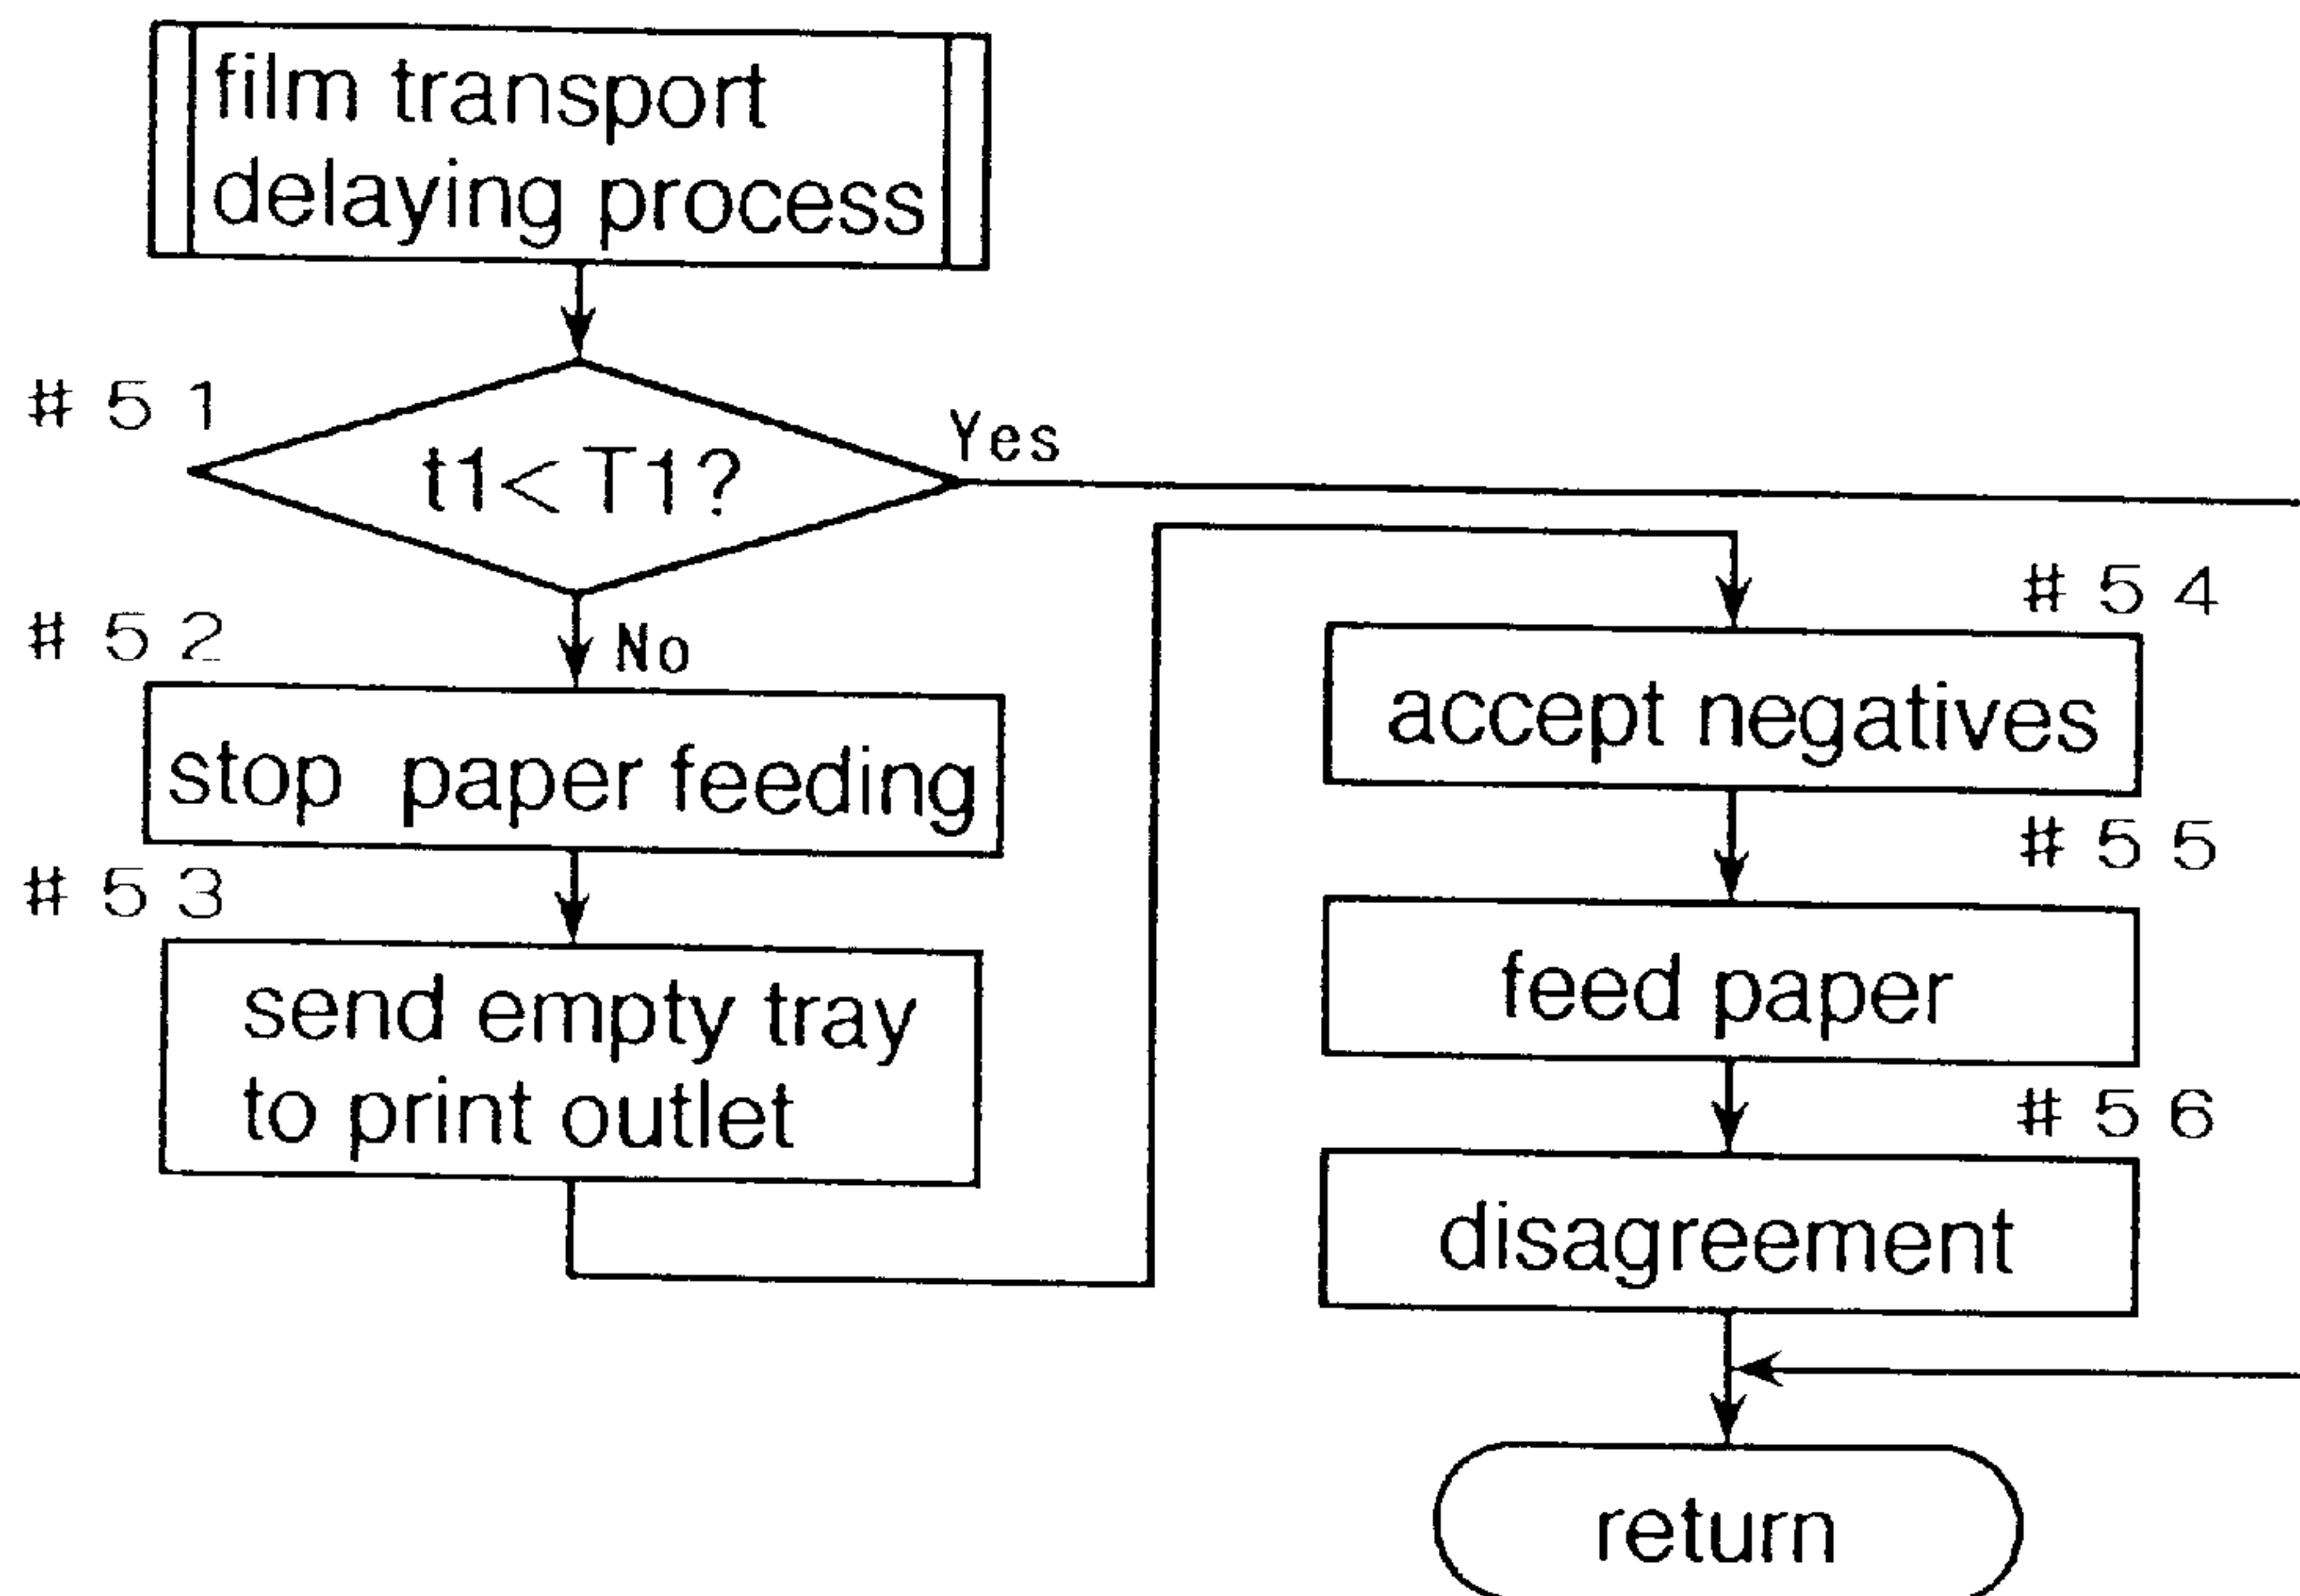 film transport
delaying process
#51
t1<T1?
Yes
No
#52
stop paper feeding
#53
send empty tray
to print outlet
#54
accept negatives
#55
feed paper
#56
disagreement
return